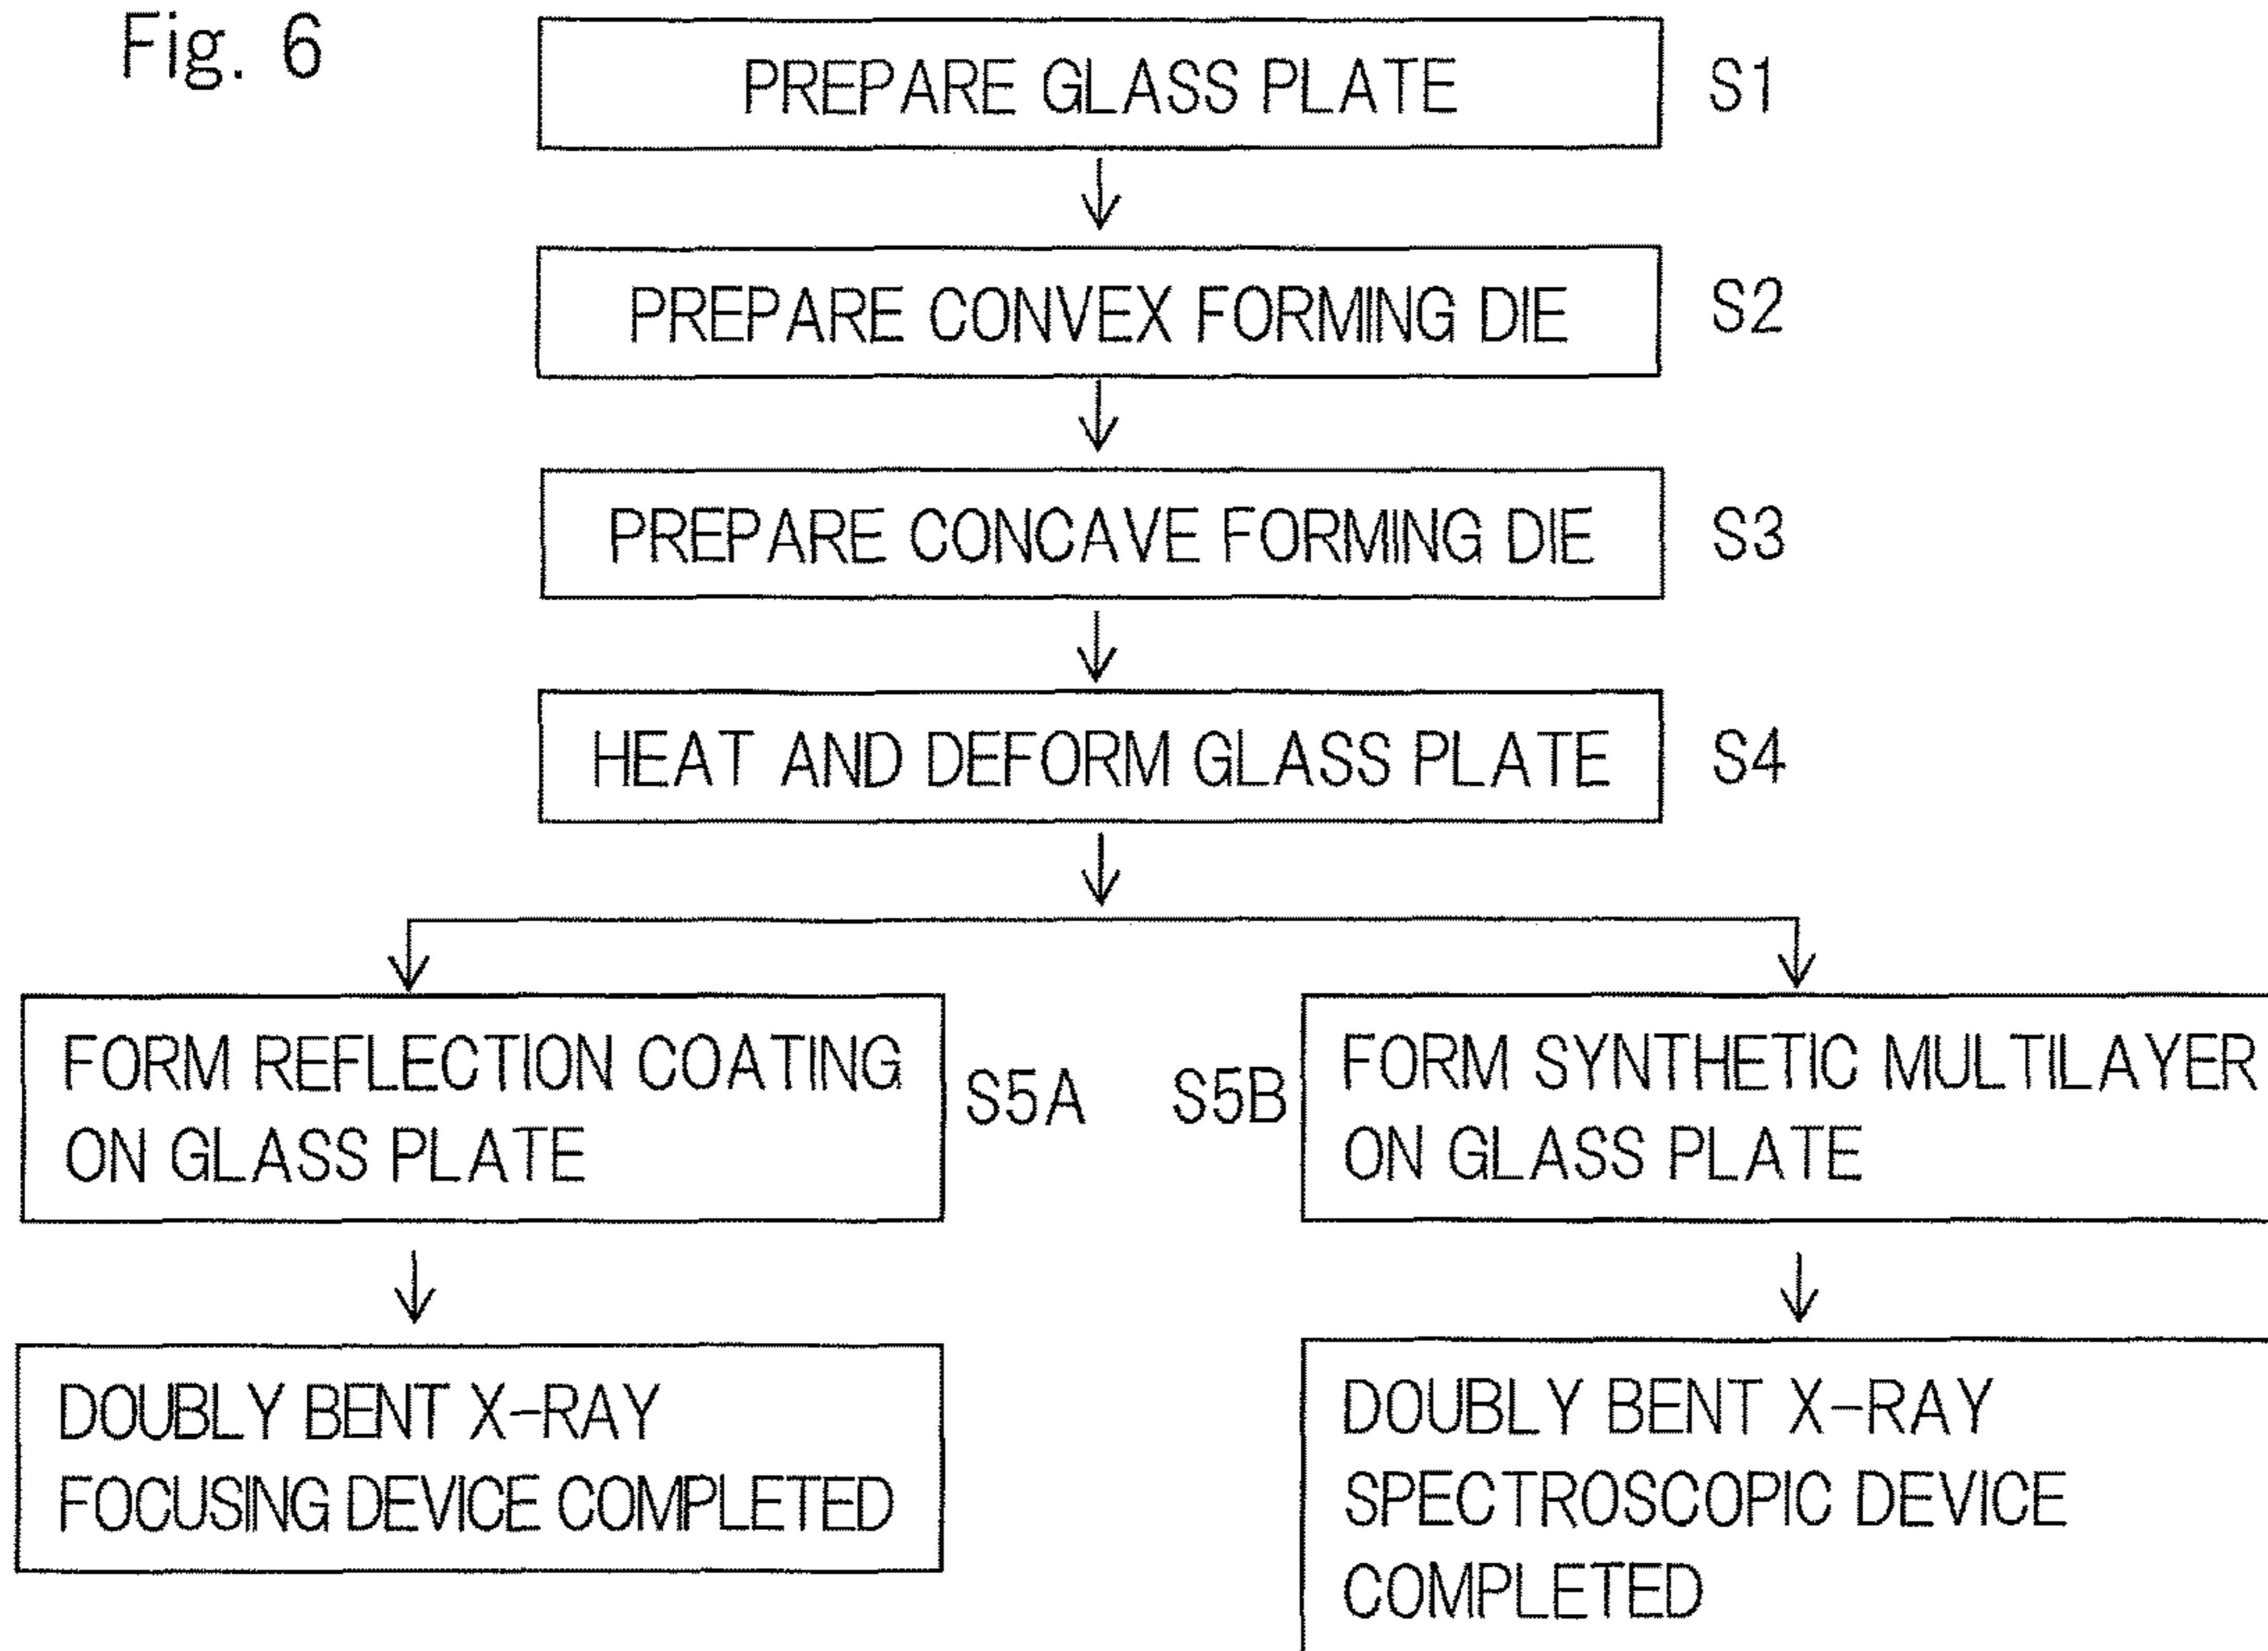 Fig. 6
PREPARE GLASS PLATE
S1
PREPARE CONVEX FORMING DIE
S2
PREPARE CONCAVE FORMING DIE
S3
HEAT AND DEFORM GLASS PLATE
S4
FORM REFLECTION COATING
ON GLASS PLATE
S5A
S5B
FORM SYNTHETIC MULTILAYER
ON GLASS PLATE
DOUBLY BENT X-RAY
FOCUSING DEVICE COMPLETED
DOUBLY BENT X-RAY
SPECTROSCOPIC DEVICE
COMPLETED